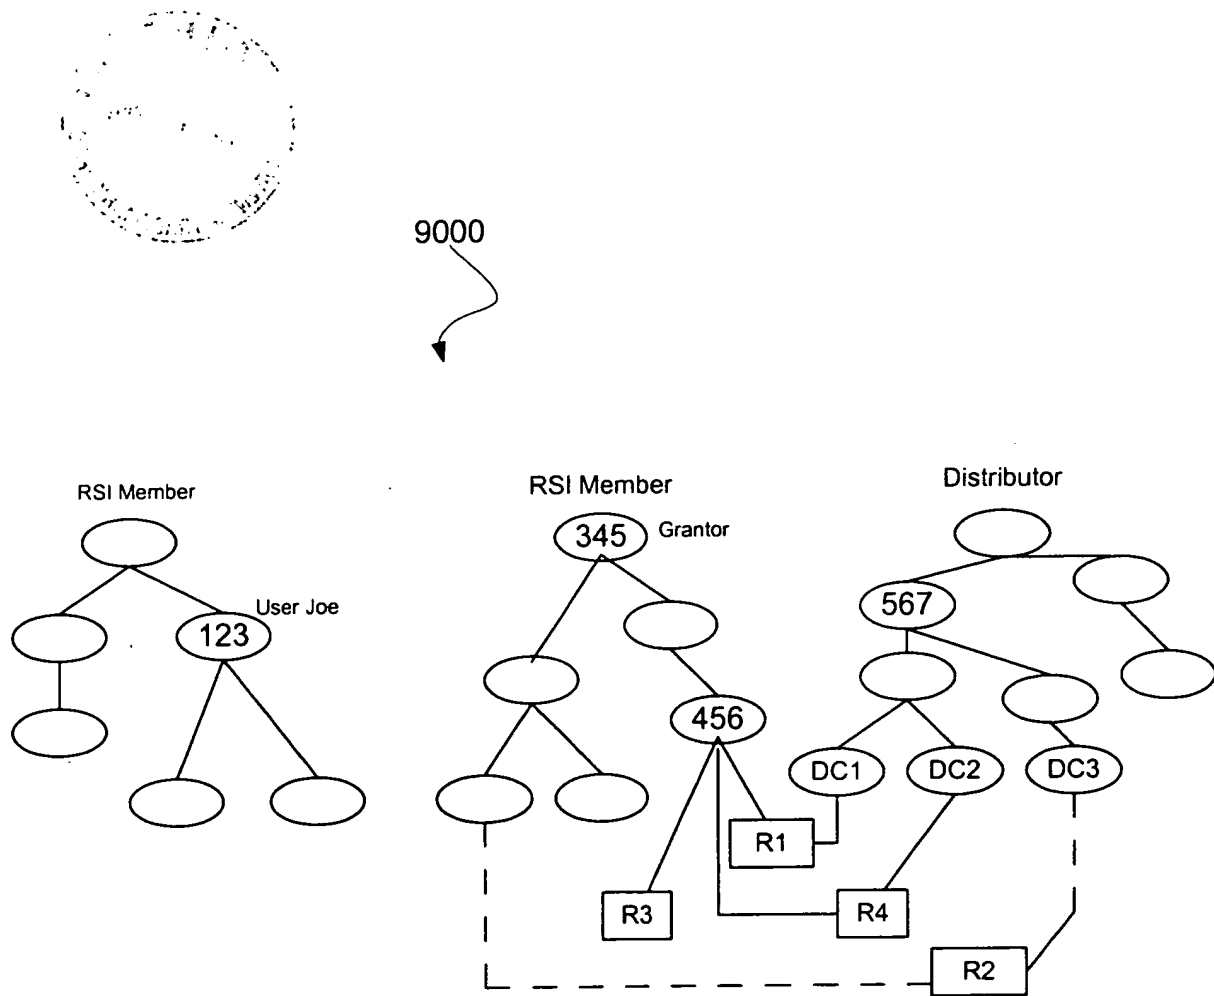 9000
RSI Member
RSI Member
Distributor
345
Grantor
User Joe
123
567
456
DC1
DC2
DC3
R1
R3
R4
R2